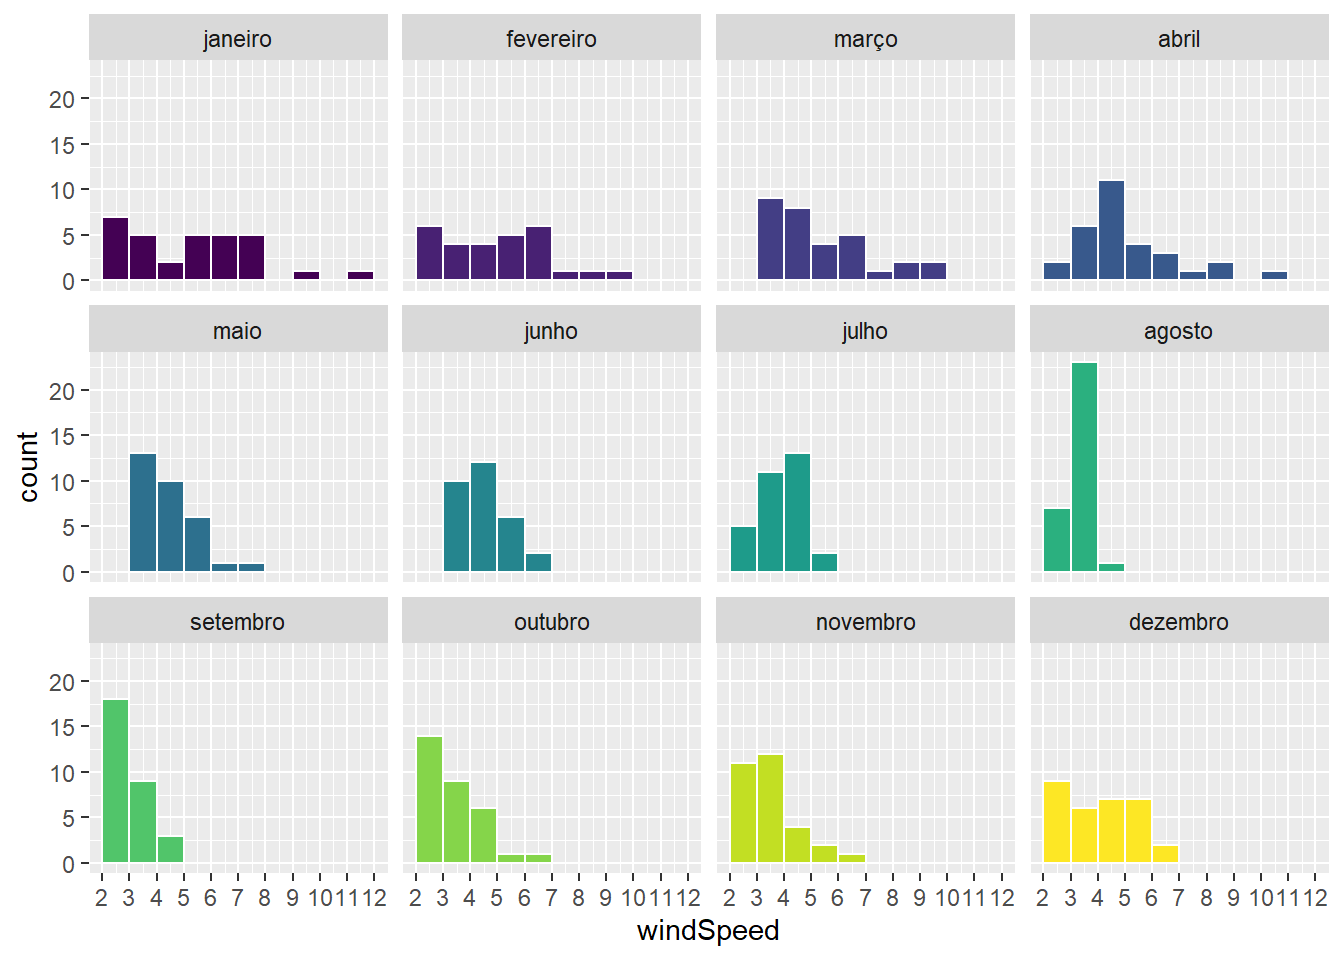 janeiro fevereiro março abril
20
15
10
5
0
maio junho julho agosto
20
15
10
5
0
count
setembro outubro novembro dezembro
20
15
10
5
0
2 3 4 5 6 7 8 9 10 11 12 2 3 4 5 6 7 8 9 10 11 12 2 3 4 5 6 7 8 9 10 11 12 2 3 4 5 6 7 8 9 10 11 12
windSpeed